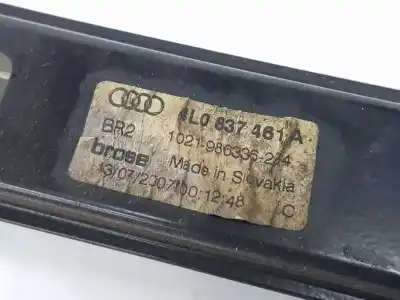 4L0 837 461 A
BR2
1021-986336-244
brose
Made in Slovakia
13/07/2007 00:12:48
C